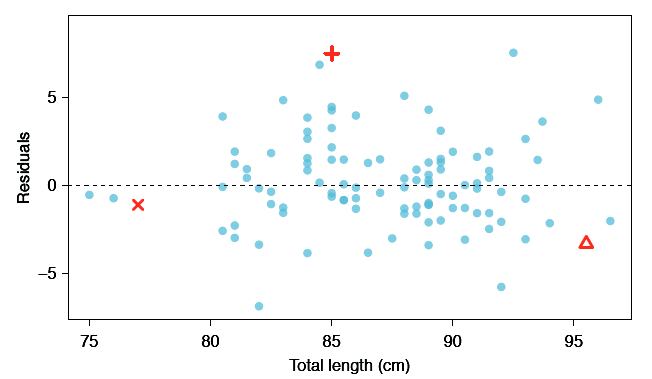 Residuals
5
0
−5
75 80 85 90 95
Total length (cm)